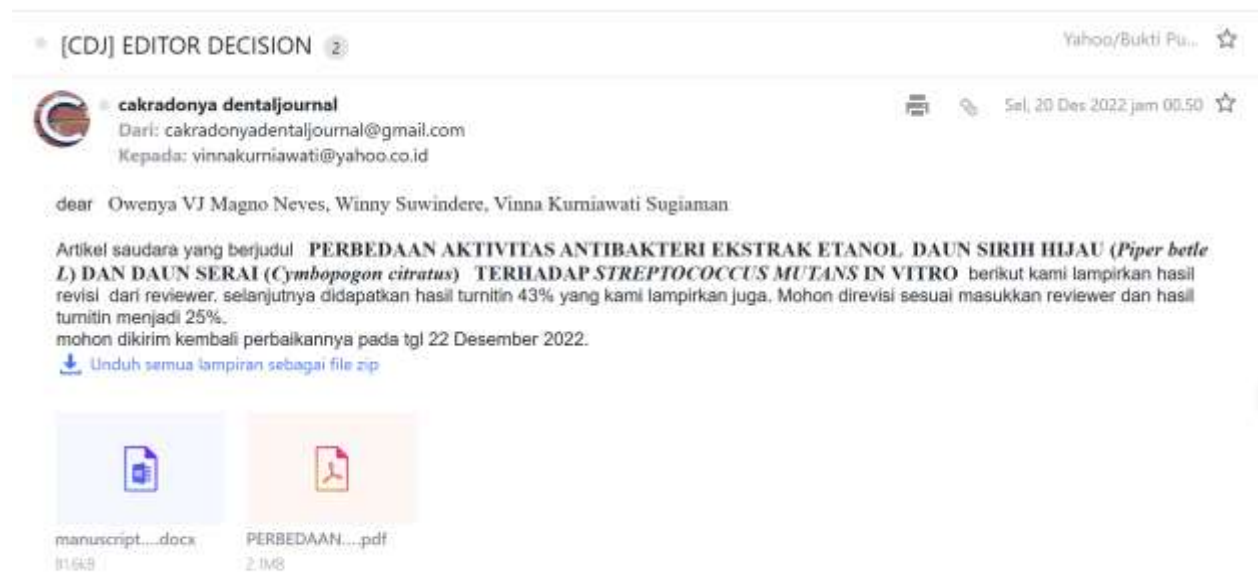 [CDJ] EDITOR DECISION 2
Yahoo/Bukti Pu...
cakradonya dentaljournal
Sel, 20 Des 2022 jam 00.50
Dari: cakradonyadentaljournal@gmail.com
Kepada: vinnakurniawati@yahoo.co.id
dear Owenya VJ Magno Neves, Winny Suwindere, Vinna Kurniawati Sugiaman
Artikel saudara yang berjudul PERBEDAAN AKTIVITAS ANTIBAKTERI EKSTRAK ETANOL DAUN SIRIH HIJAU (Piper betle
L) DAN DAUN SERAI (Cymbopogon citratus) TERHADAP STREPTOCOCCUS MUTANS IN VITRO berikut kami lampirkan hasil
revisi dari reviewer. selanjutnya didapatkan hasil turnitin 43% yang kami lampirkan juga. Mohon direvisi sesuai masukkan reviewer dan hasil
turnitin menjadi 25%.
mohon dikirim kembali perbaikannya pada tgl 22 Desember 2022.
Unduh semua lampiran sebagai file zip
manuscript....docx
PERBEDAAN....pdf
81.6kB
2.1MB